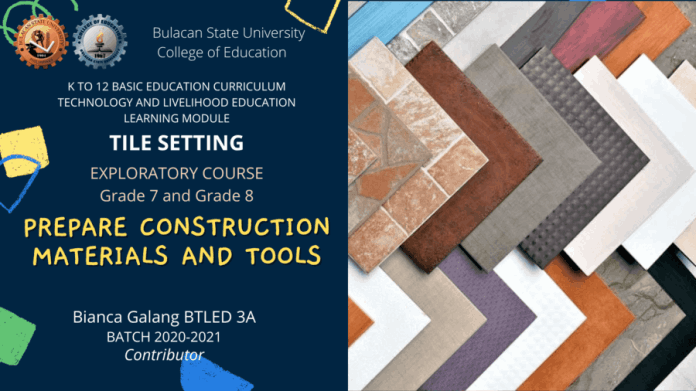 Bulacan State University
College of Education
K TO 12 BASIC EDUCATION CURRICULUM
TECHNOLOGY AND LIVELIHOOD EDUCATION
LEARNING MODULE
TILE SETTING
EXPLORATORY COURSE
Grade 7 and Grade 8
PREPARE CONSTRUCTION
MATERIALS AND TOOLS
Bianca Galang BTLED 3A
BATCH 2020-2021
Contributor